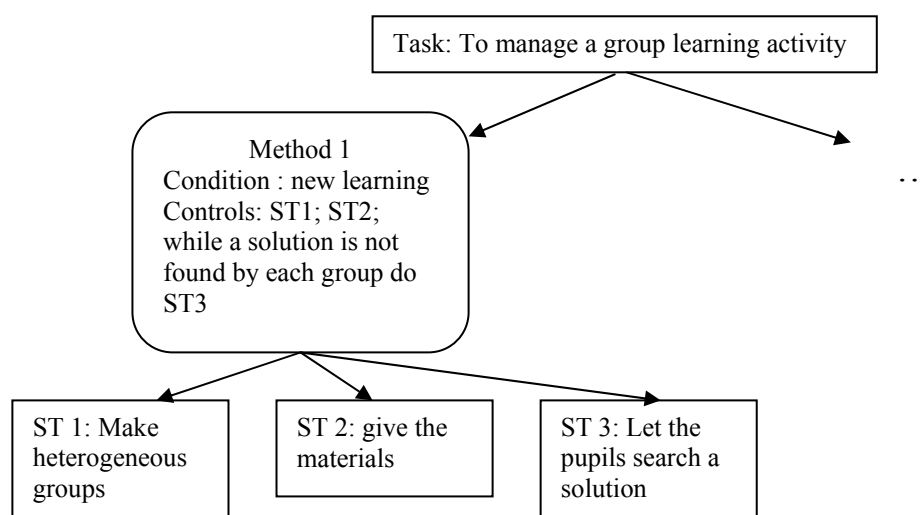 Task: To manage a group learning activity
Method 1
Condition : new learning
Controls: ST1; ST2;
while a solution is not
found by each group do
ST3
..
ST 1: Make
heterogeneous
groups
ST 2: give the
materials
ST 3: Let the
pupils search a
solution